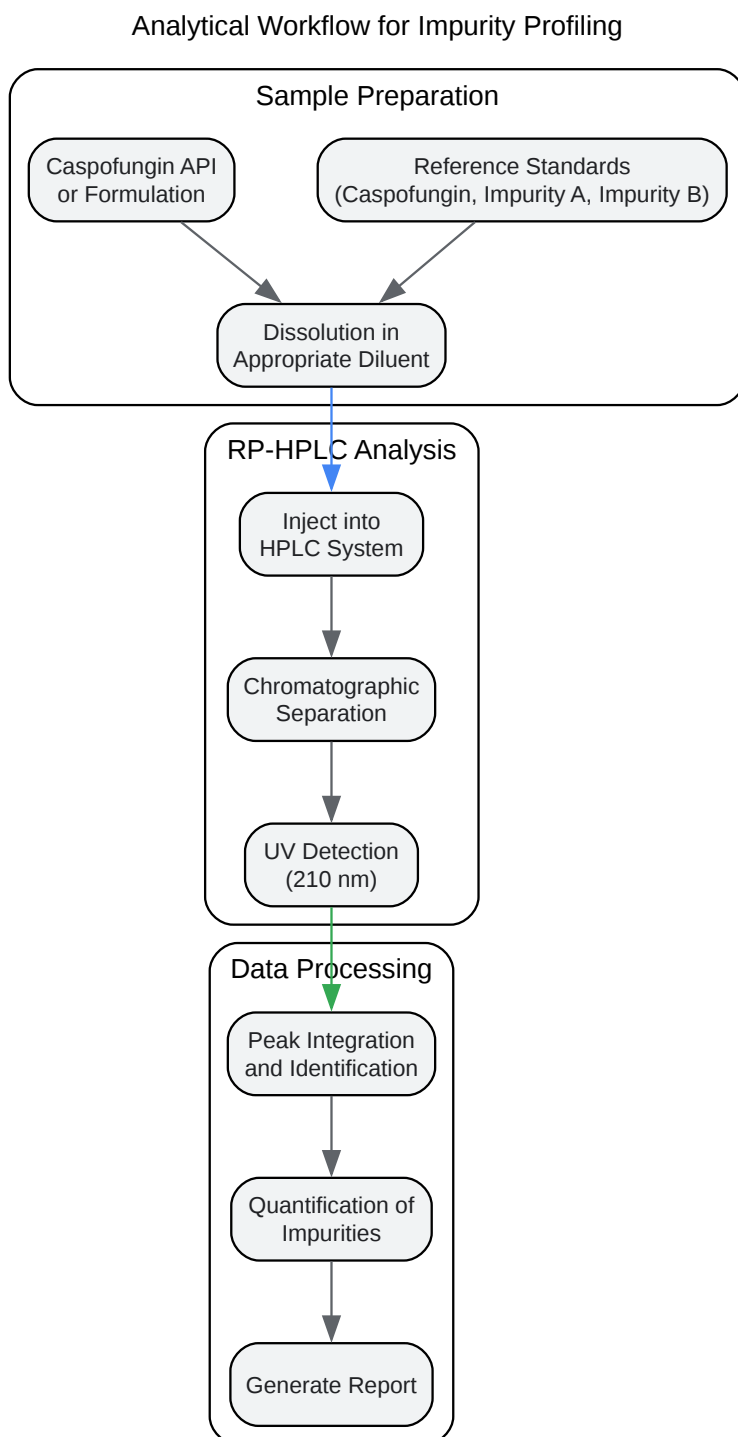 Analytical Workflow for Impurity Profiling
Sample Preparation
Caspofungin API
or Formulation
Reference Standards
(Caspofungin, Impurity A, Impurity B)
Dissolution in
Appropriate Diluent
RP-HPLC Analysis
Inject into
HPLC System
Chromatographic
Separation
UV Detection
(210 nm)
Data Processing
Peak Integration
and Identification
Quantification of
Impurities
Generate Report